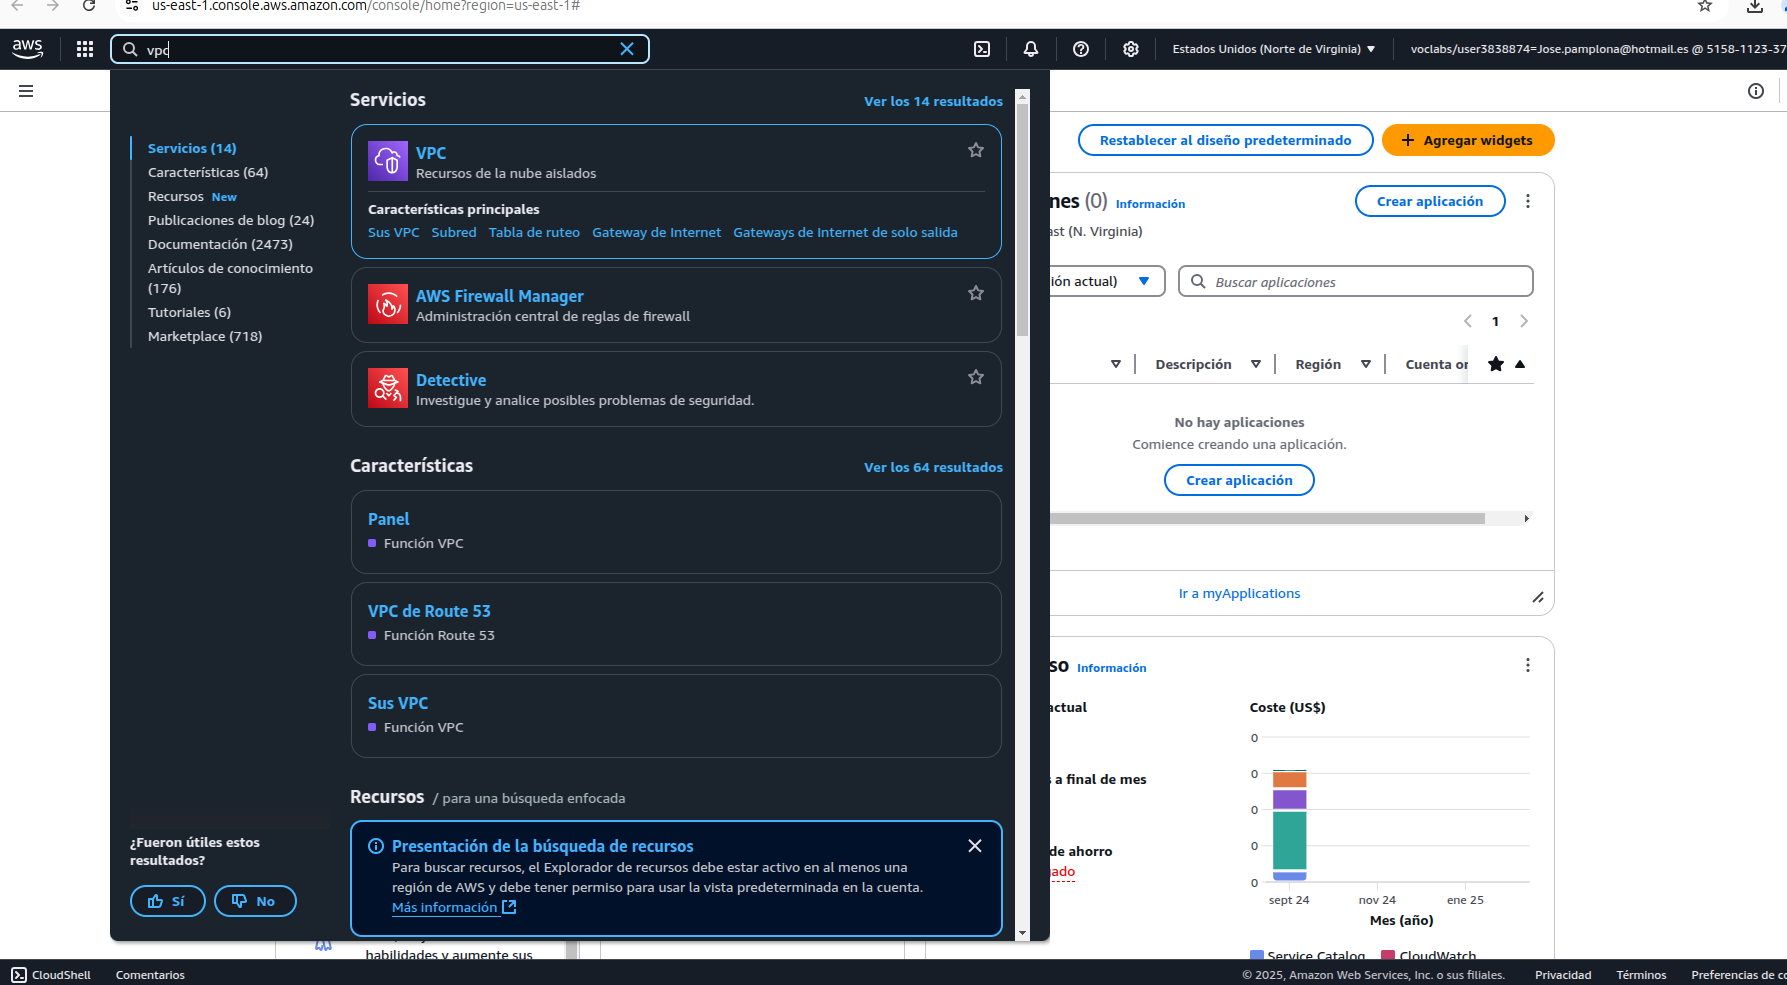 us-east-1.console.aws.amazon.com/console/home?region=us-east-1#
aws
vpc
Estados Unidos (Norte de Virginia)
voclabs/user3838874=Jose.pamplona@hotmail.es @ 5158-1123-37
Servicios (14)
Características (64)
Recursos New
Publicaciones de blog (24)
Documentación (2473)
Artículos de conocimiento
(176)
Tutoriales (6)
Marketplace (718)
¿Fueron útiles estos
resultados?
Sí
No
Servicios
Ver los 14 resultados
VPC
Recursos de la nube aislados
Características principales
Sus VPC Subred Tabla de ruteo Gateway de Internet Gateways de Internet de solo salida
AWS Firewall Manager
Administración central de reglas de firewall
Detective
Investigue y analice posibles problemas de seguridad.
Características
Ver los 64 resultados
Panel
Función VPC
VPC de Route 53
Función Route 53
Sus VPC
Función VPC
Recursos / para una búsqueda enfocada
Presentación de la búsqueda de recursos
Para buscar recursos, el Explorador de recursos debe estar activo en al menos una
región de AWS y debe tener permiso para usar la vista predeterminada en la cuenta.
Más información
habilidades y aumente sus
Restablecer al diseño predeterminado
+ Agregar widgets
nes (0) Información
Crear aplicación
ast (N. Virginia)
ión actual)
Buscar aplicaciones
1
Descripción
Región
Cuenta or
No hay aplicaciones
Comience creando una aplicación.
Crear aplicación
Ir a myApplications
so Información
actual
s a final de mes
de ahorro
gado
Coste (US$)
0
0
0
0
0
sept 24
nov 24
ene 25
Mes (año)
Service Catalog
CloudWatch
CloudShell
Comentarios
© 2025, Amazon Web Services, Inc. o sus filiales.
Privacidad
Términos
Preferencias de co